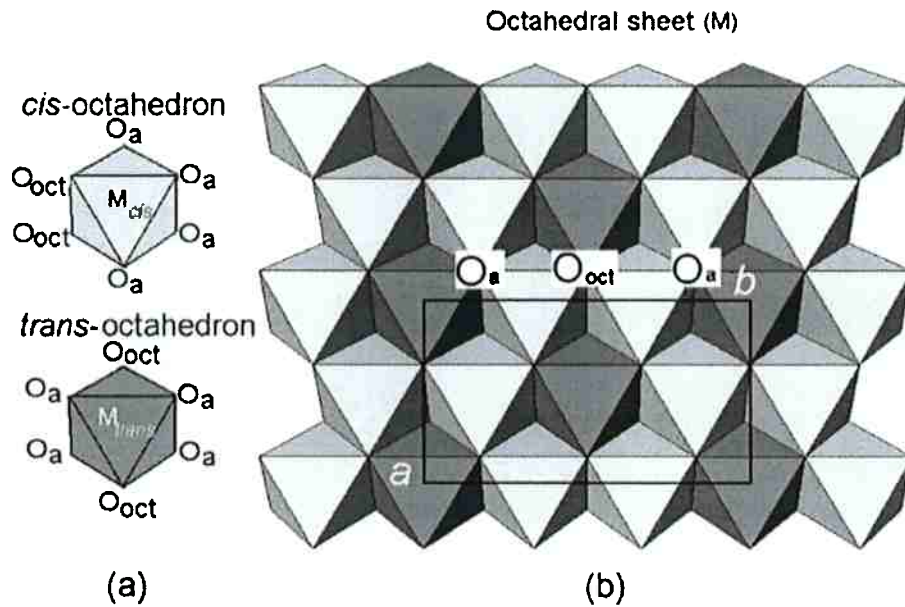 Octahedral sheet (M)
cis-octahedron
Oa
Ooct
Oa
Mcis
Ooct
Oa
Oa
trans-octahedron
Ooct
Oa
Oa
Mtrans
Oa
Oa
Ooct
(a)
Oa
Ooct
Oa
b
a
(b)